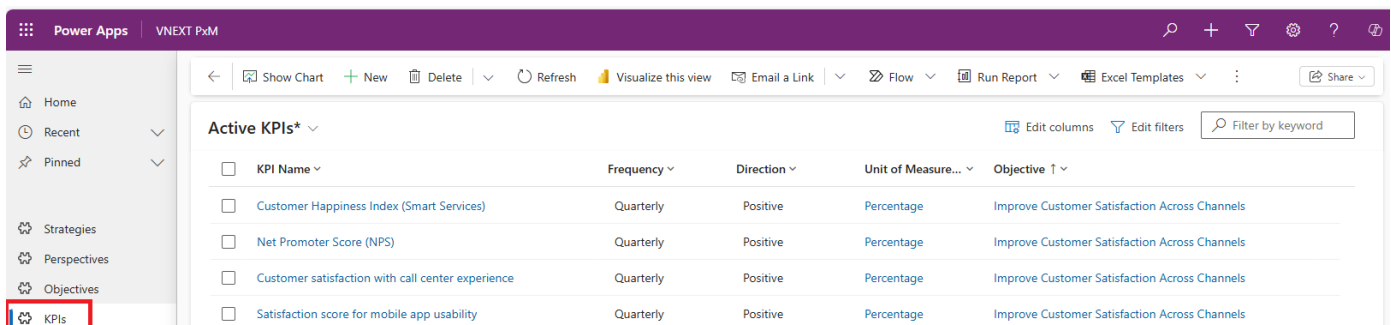 Power Apps VNEXT PxM
Show Chart New Delete Refresh Visualize this view Email a Link Flow Run Report Excel Templates Share
Home
Recent
Pinned
Strategies
Perspectives
Objectives
KPIs
Active KPIs* Edit columns Edit filters Filter by keyword
KPI Name Frequency Direction Unit of Measure... Objective ↑
Customer Happiness Index (Smart Services) Quarterly Positive Percentage Improve Customer Satisfaction Across Channels
Net Promoter Score (NPS) Quarterly Positive Percentage Improve Customer Satisfaction Across Channels
Customer satisfaction with call center experience Quarterly Positive Percentage Improve Customer Satisfaction Across Channels
Satisfaction score for mobile app usability Quarterly Positive Percentage Improve Customer Satisfaction Across Channels